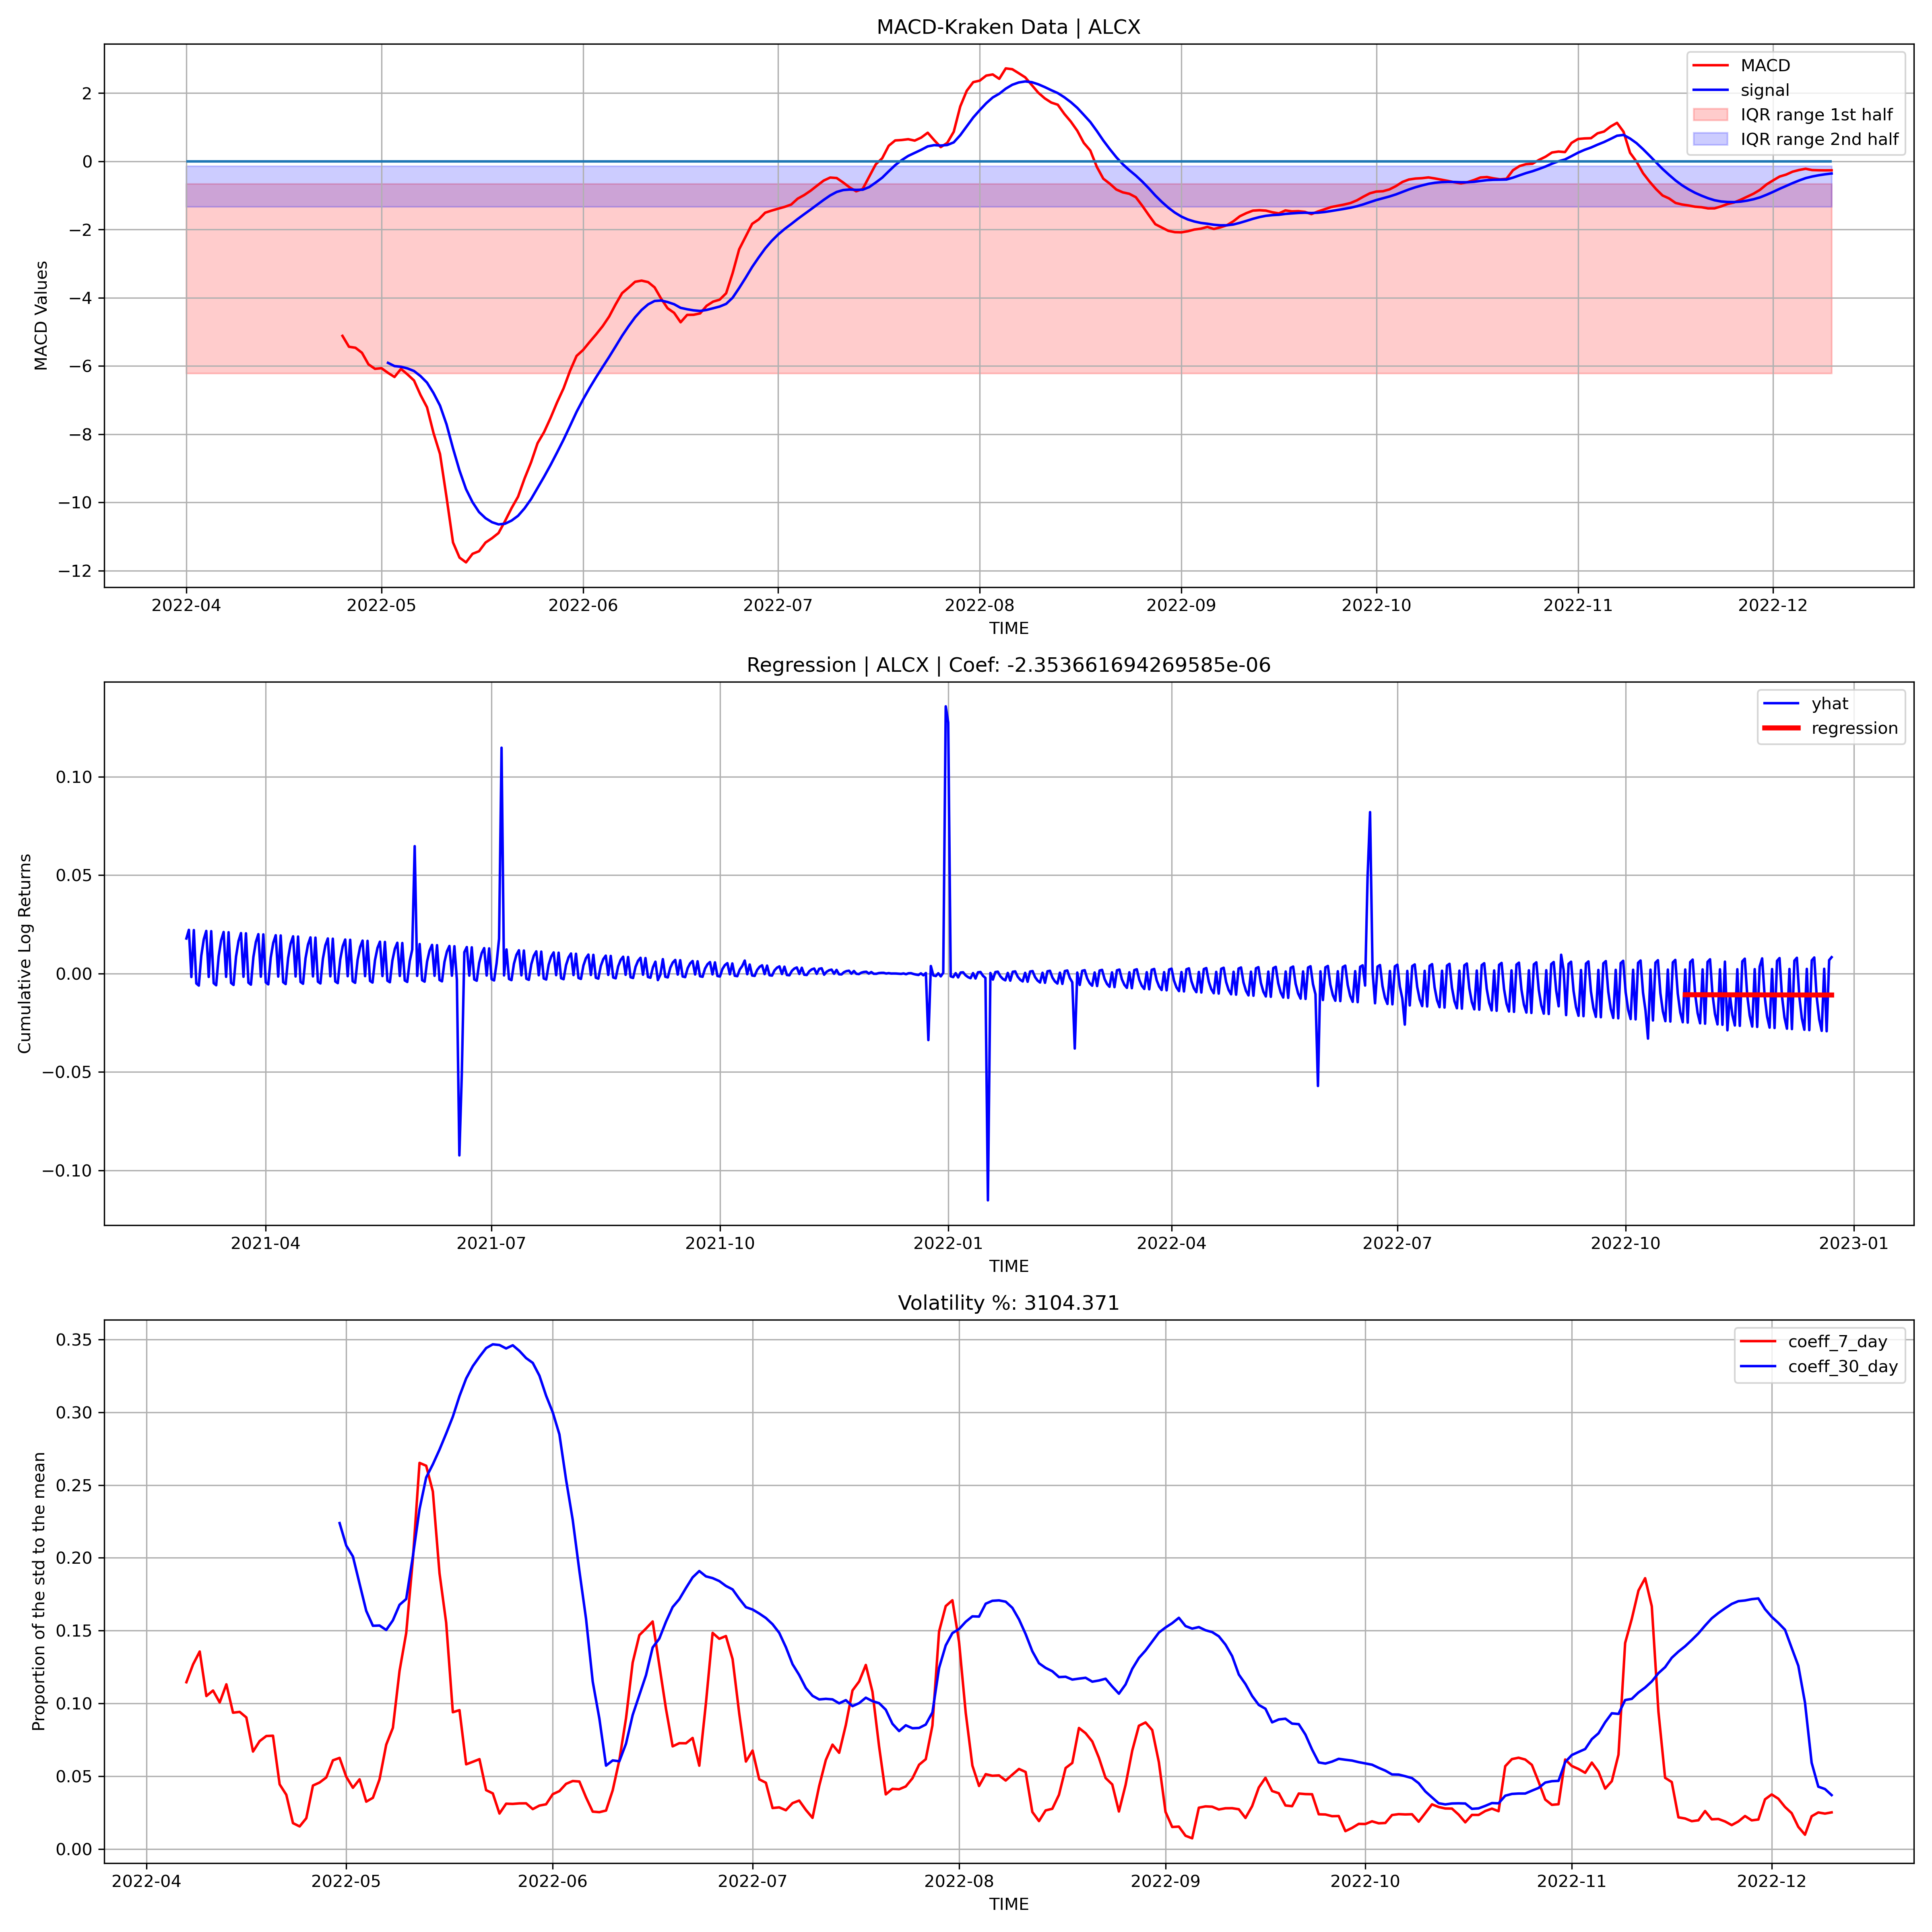 MACD-Kraken Data | ALCX
MACD
signal
IQR range 1st half
IQR range 2nd half
MACD Values
2
0
−2
−4
−6
−8
−10
−12
2022-04 2022-05 2022-06 2022-07 2022-08 2022-09 2022-10 2022-11 2022-12
TIME
Regression | ALCX | Coef: -2.353661694269585e-06
yhat
regression
Cumulative Log Returns
0.10
0.05
0.00
−0.05
−0.10
2021-04 2021-07 2021-10 2022-01 2022-04 2022-07 2022-10 2023-01
TIME
Volatility %: 3104.371
coeff_7_day
coeff_30_day
Proportion of the std to the mean
0.35
0.30
0.25
0.20
0.15
0.10
0.05
0.00
2022-04 2022-05 2022-06 2022-07 2022-08 2022-09 2022-10 2022-11 2022-12
TIME